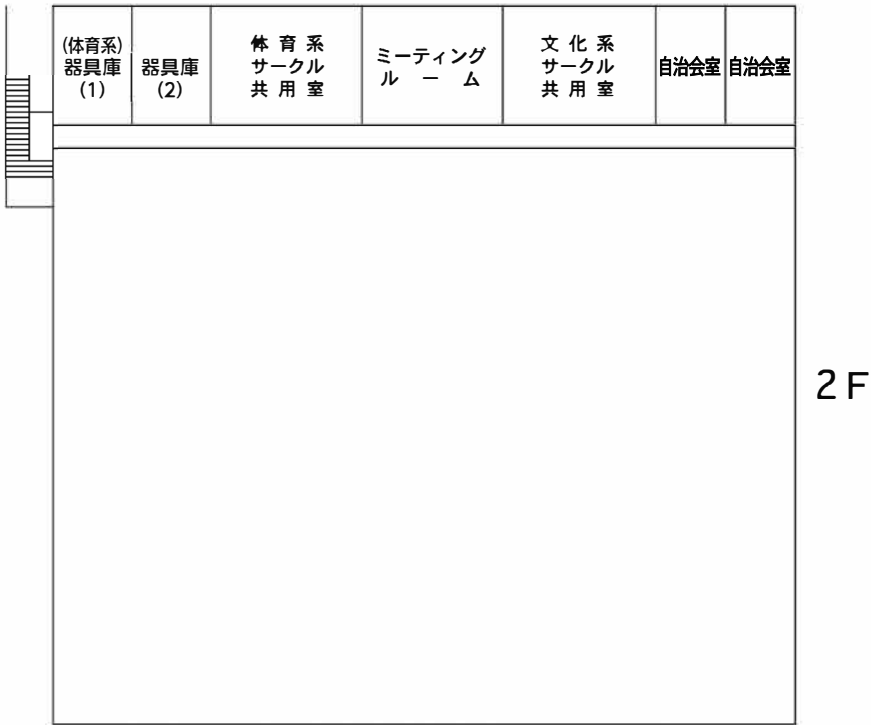 (体育系)
器具庫
(1)
器具庫
(2)
体育系
サークル
共用室
ミーティング
ルーム
文化系
サークル
共用室
自治会室
自治会室
2F